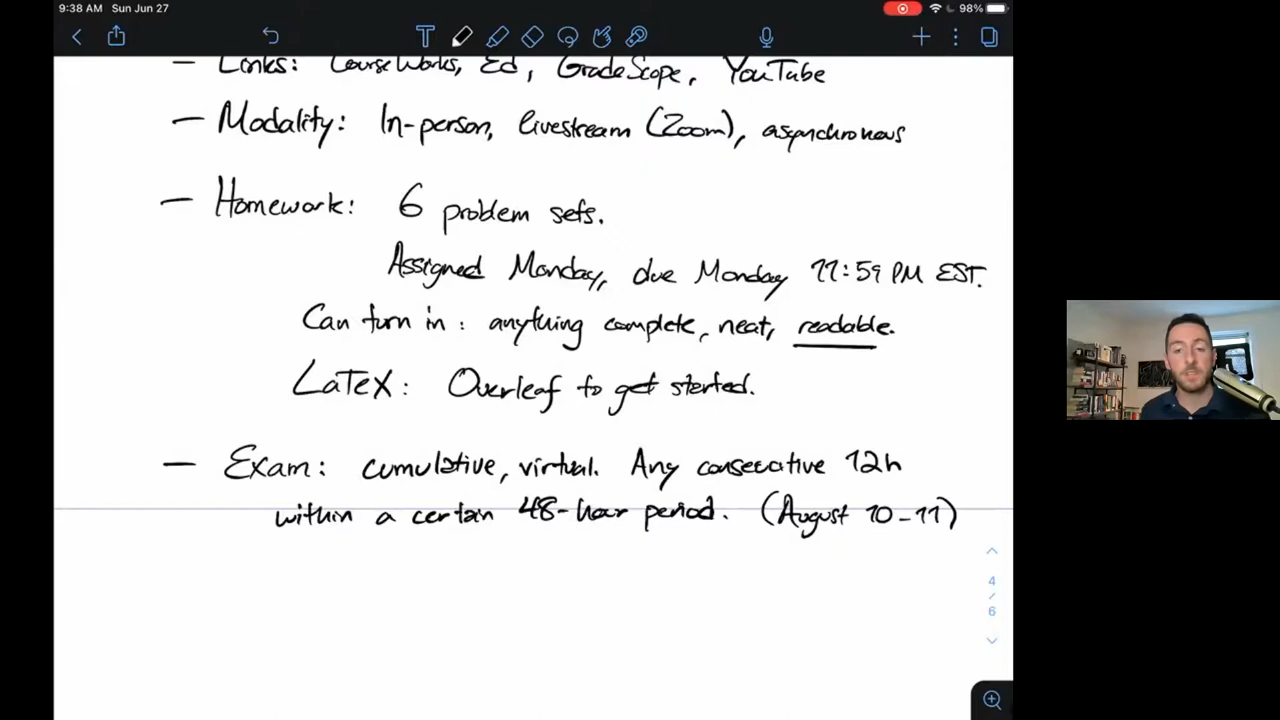 9:38 AM Sun Jun 27 98%
— Links: CourseWorks, Ed, GradeScope, YouTube
— Modality: In-person, livestream (Zoom), asynchronous
— Homework: 6 problem sets.
Assigned Monday, due Monday 11:59 PM EST.
Can turn in: anything complete, neat, readable.
LaTeX: Overleaf to get started.
— Exam: cumulative, virtual. Any consecutive 12h
within a certain 48-hour period. (August 10-11)
4
/
6